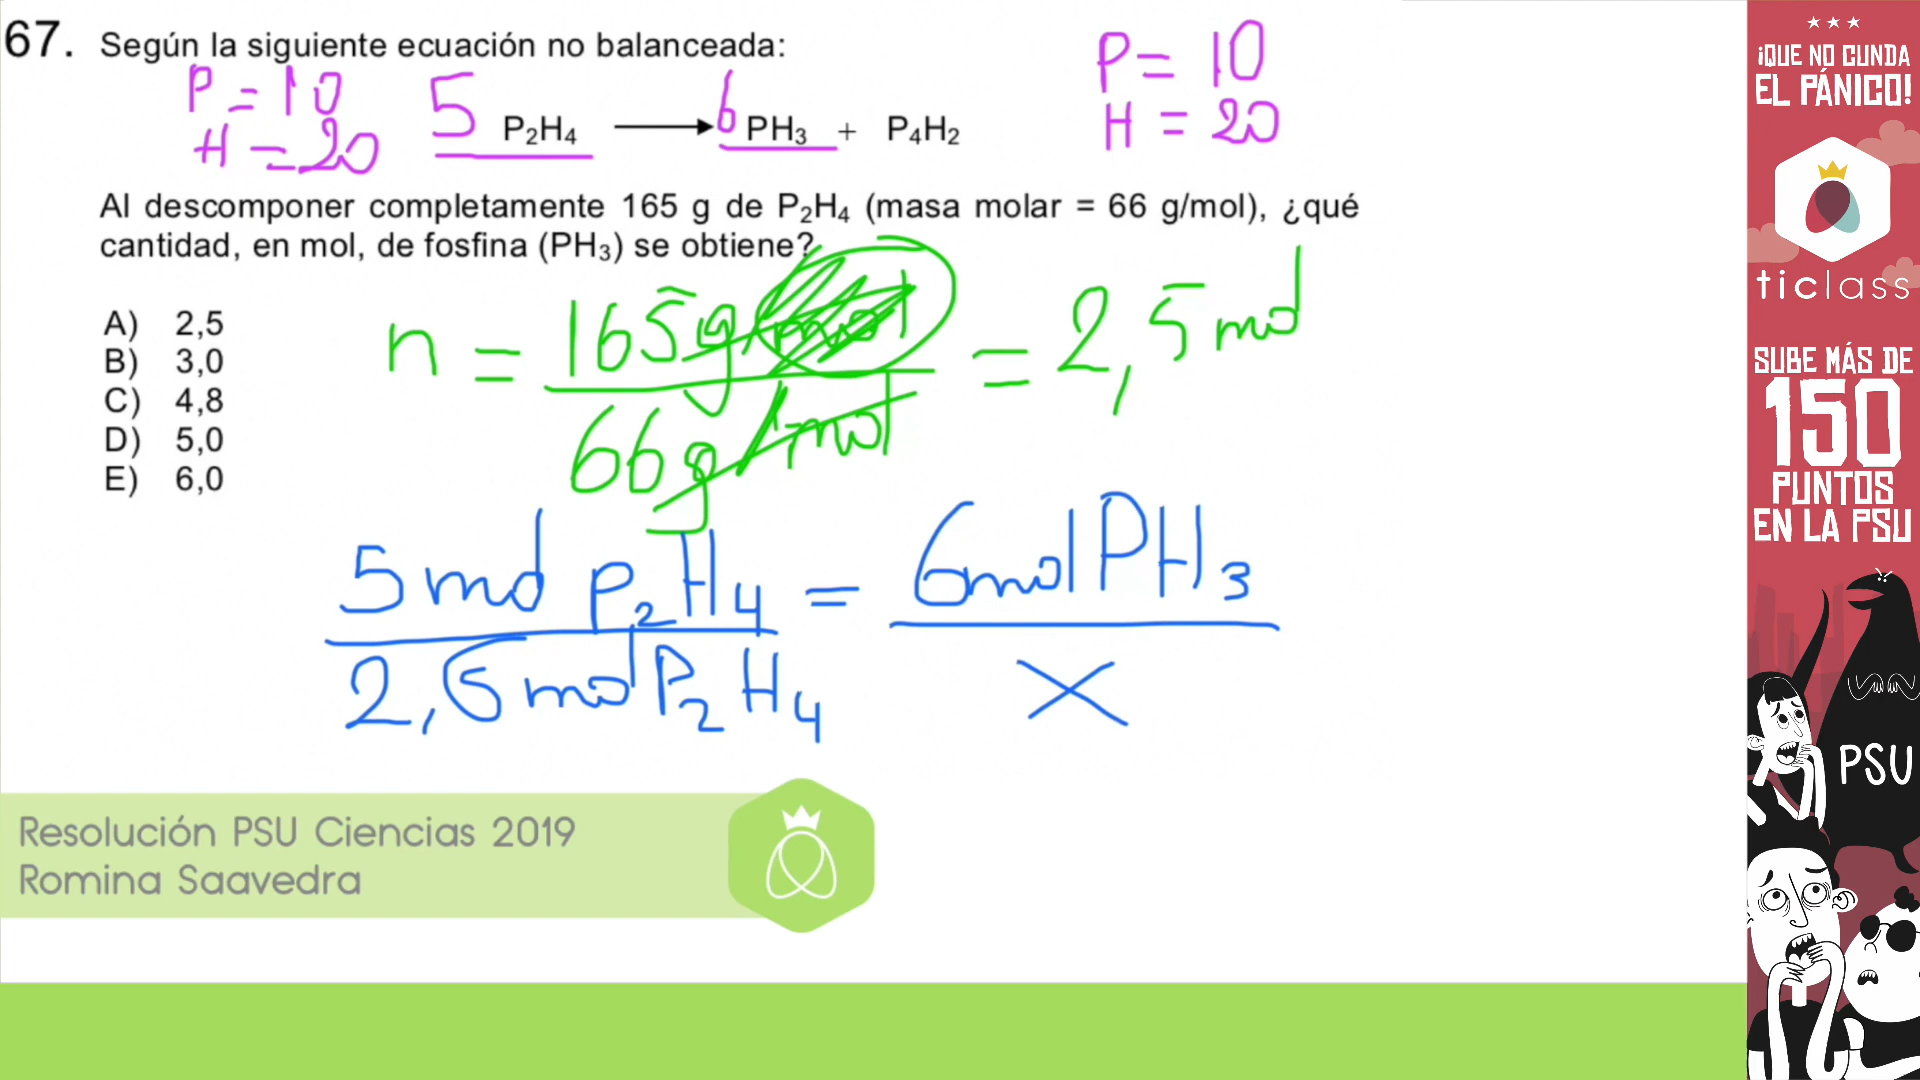 67. Según la siguiente ecuación no balanceada:
P = 10
H = 20
P = 10
H = 20
5 P₂H₄ ⟶ 6 PH₃ + P₄H₂
Al descomponer completamente 165 g de P₂H₄ (masa molar = 66 g/mol), ¿qué
cantidad, en mol, de fosfina (PH₃) se obtiene?
A) 2,5
B) 3,0
C) 4,8
D) 5,0
E) 6,0
n = 165 g = 2,5 mol
66 g/mol
5 mol P₂H₄ = 6 mol PH₃
2,5 mol P₂H₄ x
Resolución PSU Ciencias 2019
Romina Saavedra
¡QUE NO CUNDA
EL PÁNICO!
ticlass
SUBE MÁS DE
150
PUNTOS
EN LA PSU
PSU